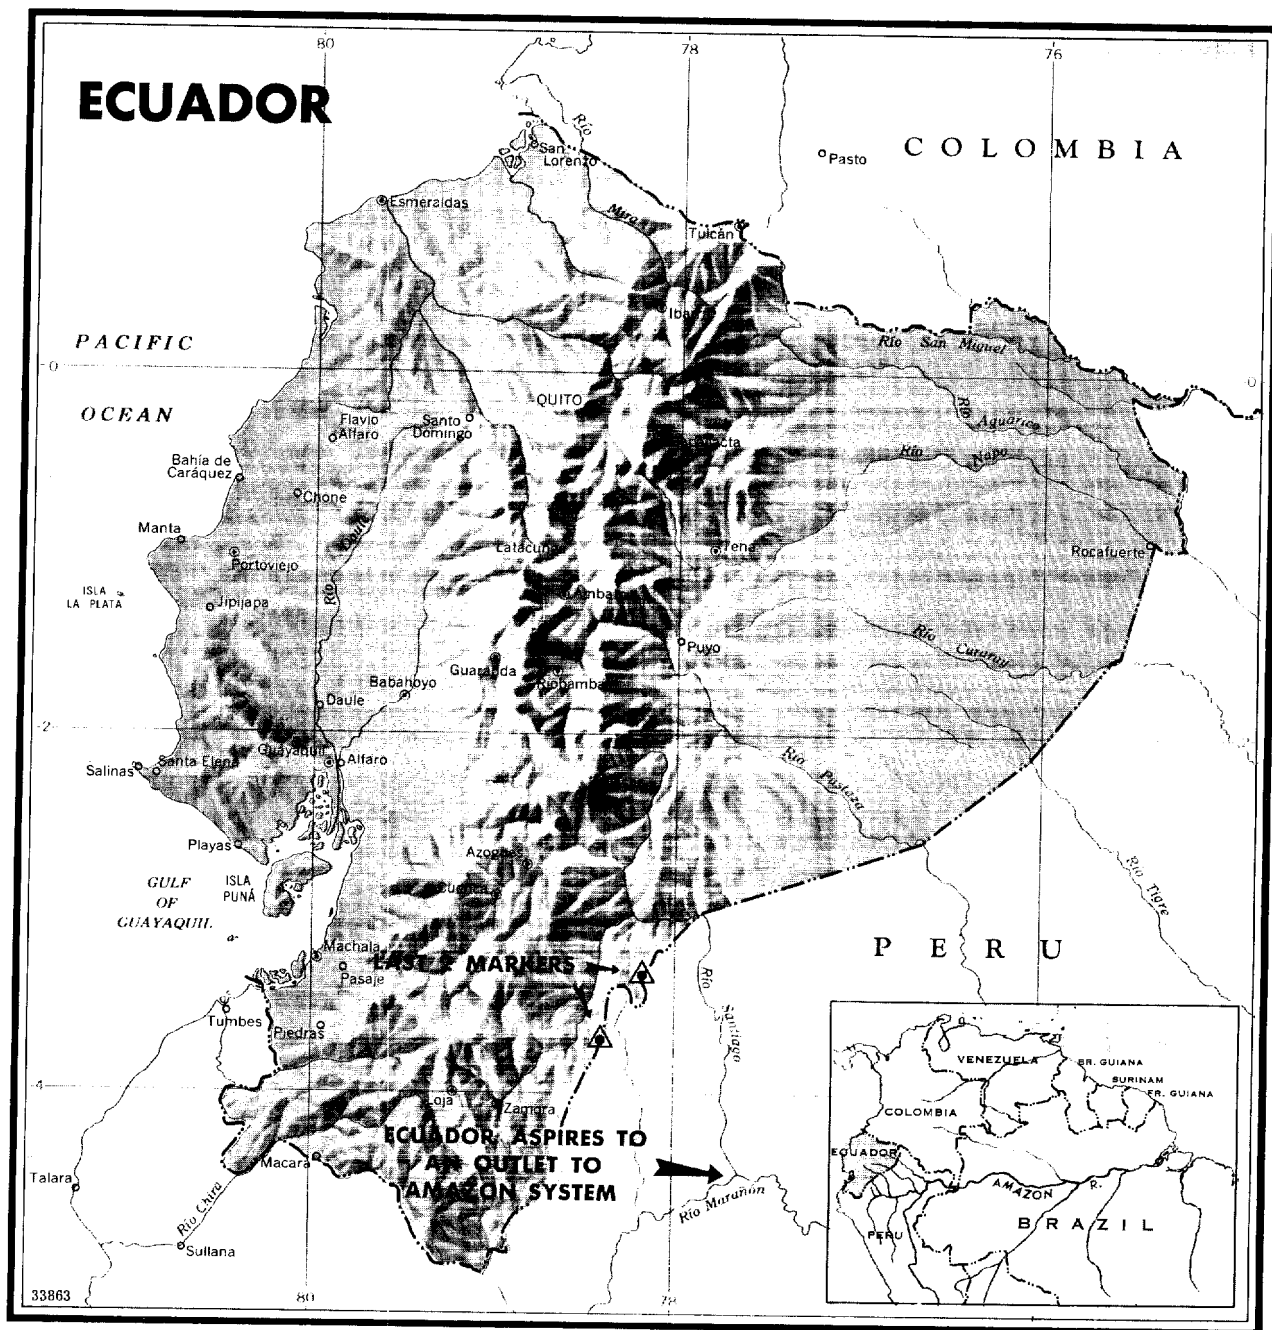 80
78
76
ECUADOR
COLOMBIA
Pasto
San
Lorenzo
Río
Mira
Esmeraldas
Tulcán
PACIFIC
OCEAN
0
0
Río San Miguel
QUITO
Flavio
Alfaro
Santo
Domingo
Río
Aguarico
Río
Napo
Bahía de
Caráquez
Chone
Manta
Portoviejo
Río
Daule
Latacunga
Tena
Rocafuerte
ISLA
LA PLATA
Jipijapa
Puyo
Río
Curaray
Guaranda
Riobamba
Babahoyo
Daule
2
Guayaquil
Alfaro
Salinas
Santa Elena
Río
Pastaza
Playas
Azogues
Cuenca
Río Tigre
GULF
OF
GUAYAQUIL
ISLA
PUNÁ
PERU
Machala
Pasaje
LAST 2 MARKERS
Río
Santiago
Tumbes
Piedras
4
Loja
Zamora
ECUADOR ASPIRES TO
AN OUTLET TO
AMAZON SYSTEM
Macará
Talara
Río Chira
Río Marañón
Sullana
VENEZUELA
BR. GUIANA
SURINAM
FR. GUIANA
COLOMBIA
ECUADOR
AMAZON
R.
PERU
BRAZIL
33863
80
78